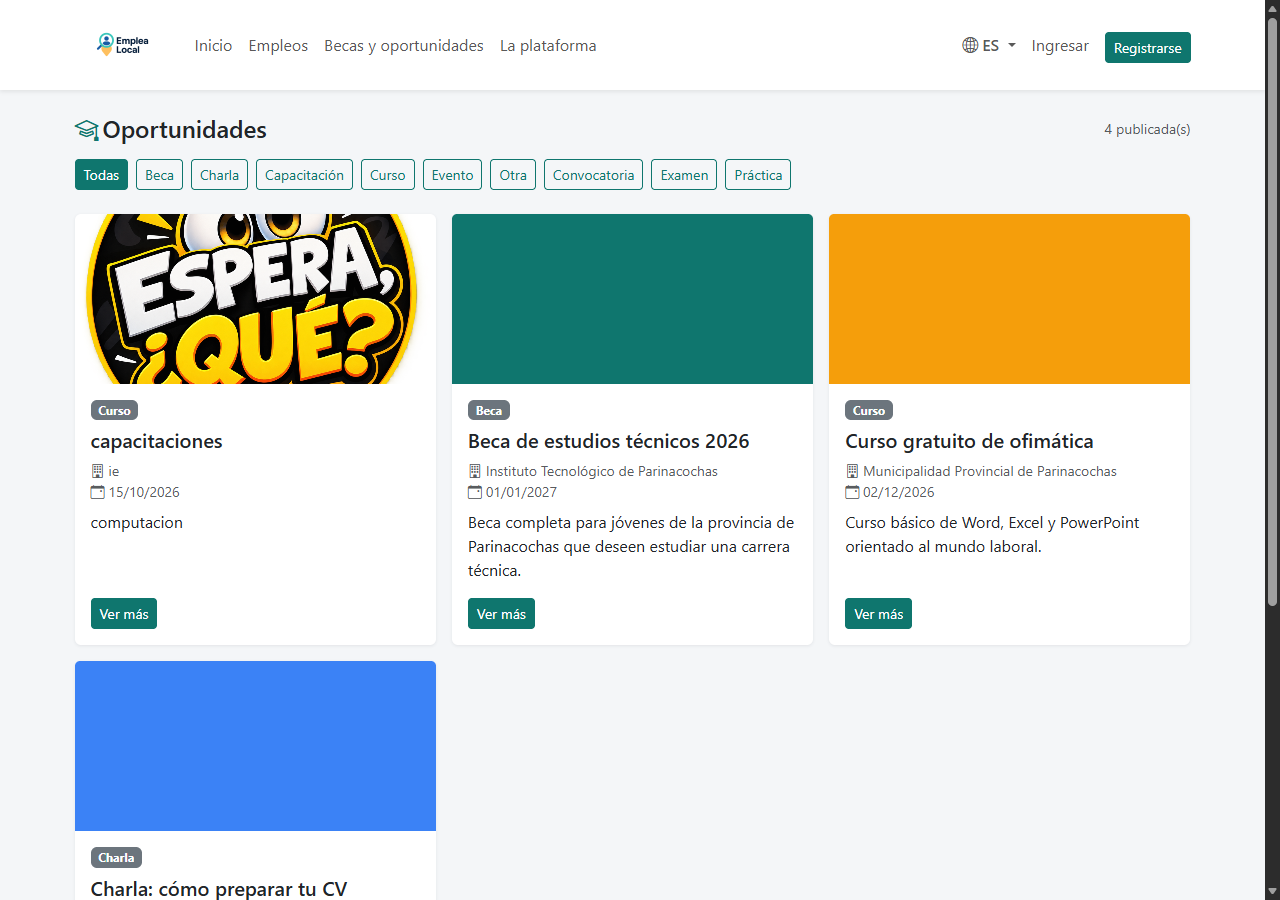 Emplea
Local
Inicio
Empleos
Becas y oportunidades
La plataforma
ES
Ingresar
Registrarse
Oportunidades
4 publicada(s)
Todas
Beca
Charla
Capacitación
Curso
Evento
Otra
Convocatoria
Examen
Práctica
ESPERA,
¿QUÉ?
Curso
capacitaciones
ie
15/10/2026
computacion
Ver más
Beca
Beca de estudios técnicos 2026
Instituto Tecnológico de Parinacochas
01/01/2027
Beca completa para jóvenes de la provincia de
Parinacochas que deseen estudiar una carrera
técnica.
Ver más
Curso
Curso gratuito de ofimática
Municipalidad Provincial de Parinacochas
02/12/2026
Curso básico de Word, Excel y PowerPoint
orientado al mundo laboral.
Ver más
Charla
Charla: cómo preparar tu CV